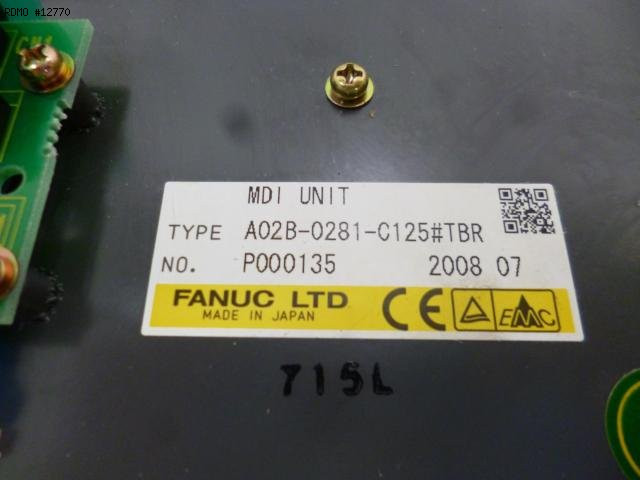 RDMO #12770
CN1
MDI UNIT
TYPE A02B-0281-C125#TBR
NO. P000135 2008 07
FANUC LTD
MADE IN JAPAN
CE
EMC
715L